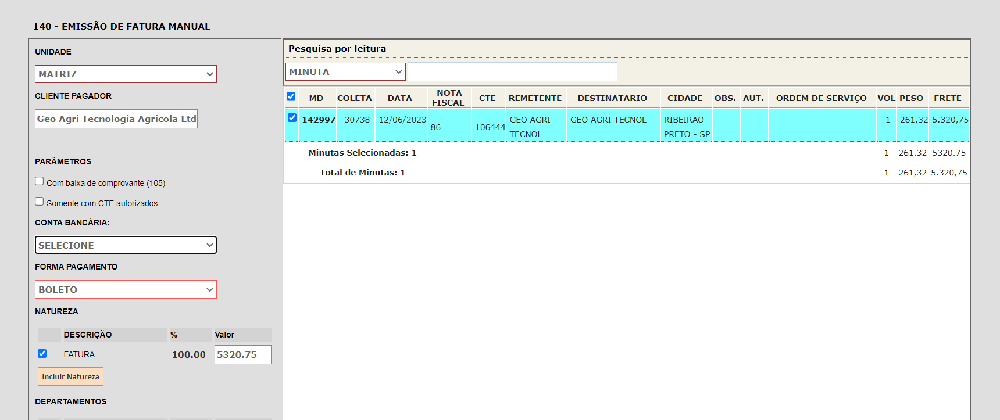 140 - EMISSÃO DE FATURA MANUAL
UNIDADE
MATRIZ
CLIENTE PAGADOR
Geo Agri Tecnologia Agricola Ltd
PARÂMETROS
Com baixa de comprovante (105)
Somente com CTE autorizados
CONTA BANCÁRIA:
SELECIONE
FORMA PAGAMENTO
BOLETO
NATUREZA
DESCRIÇÃO % Valor
FATURA 100.00 5320.75
Incluir Natureza
DEPARTAMENTOS
Pesquisa por leitura
MINUTA
MD COLETA DATA NOTA FISCAL CTE REMETENTE DESTINATARIO CIDADE OBS. AUT. ORDEM DE SERVIÇO VOL PESO FRETE
142997 30738 12/06/2023 86 106444 GEO AGRI TECNOL GEO AGRI TECNOL RIBEIRAO PRETO - SP 1 261,32 5.320,75
Minutas Selecionadas: 1 1 261.32 5320.75
Total de Minutas: 1 1 261,32 5.320,75